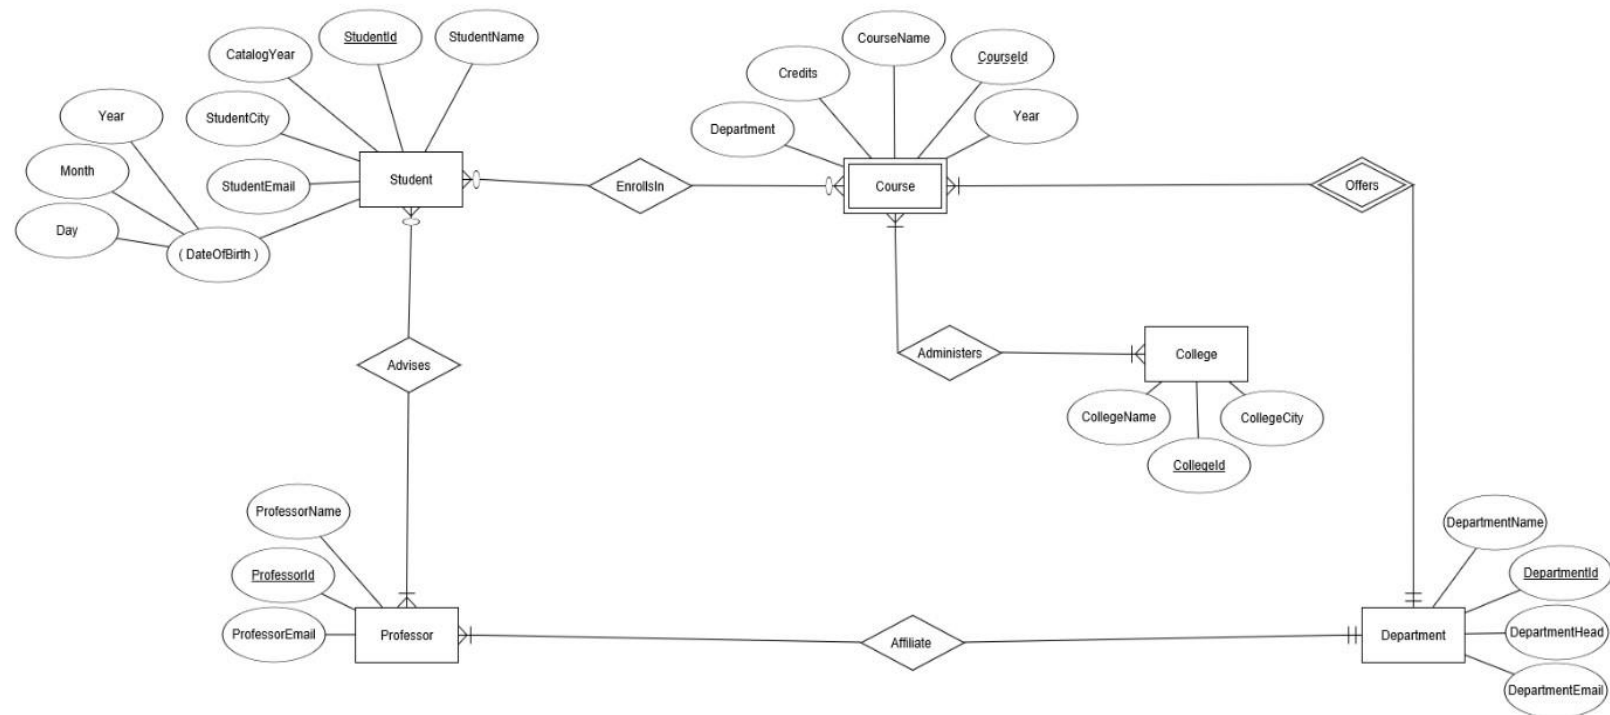 StudentId
StudentName
CourseName
CatalogYear
CourseId
Credits
Year
StudentCity
Year
Department
Month
StudentEmail
Student
EnrollsIn
Course
Offers
Day
( DateOfBirth )
Advises
Administers
College
CollegeName
CollegeCity
CollegeId
ProfessorName
DepartmentName
ProfessorId
DepartmentId
ProfessorEmail
Professor
Affiliate
Department
DepartmentHead
DepartmentEmail